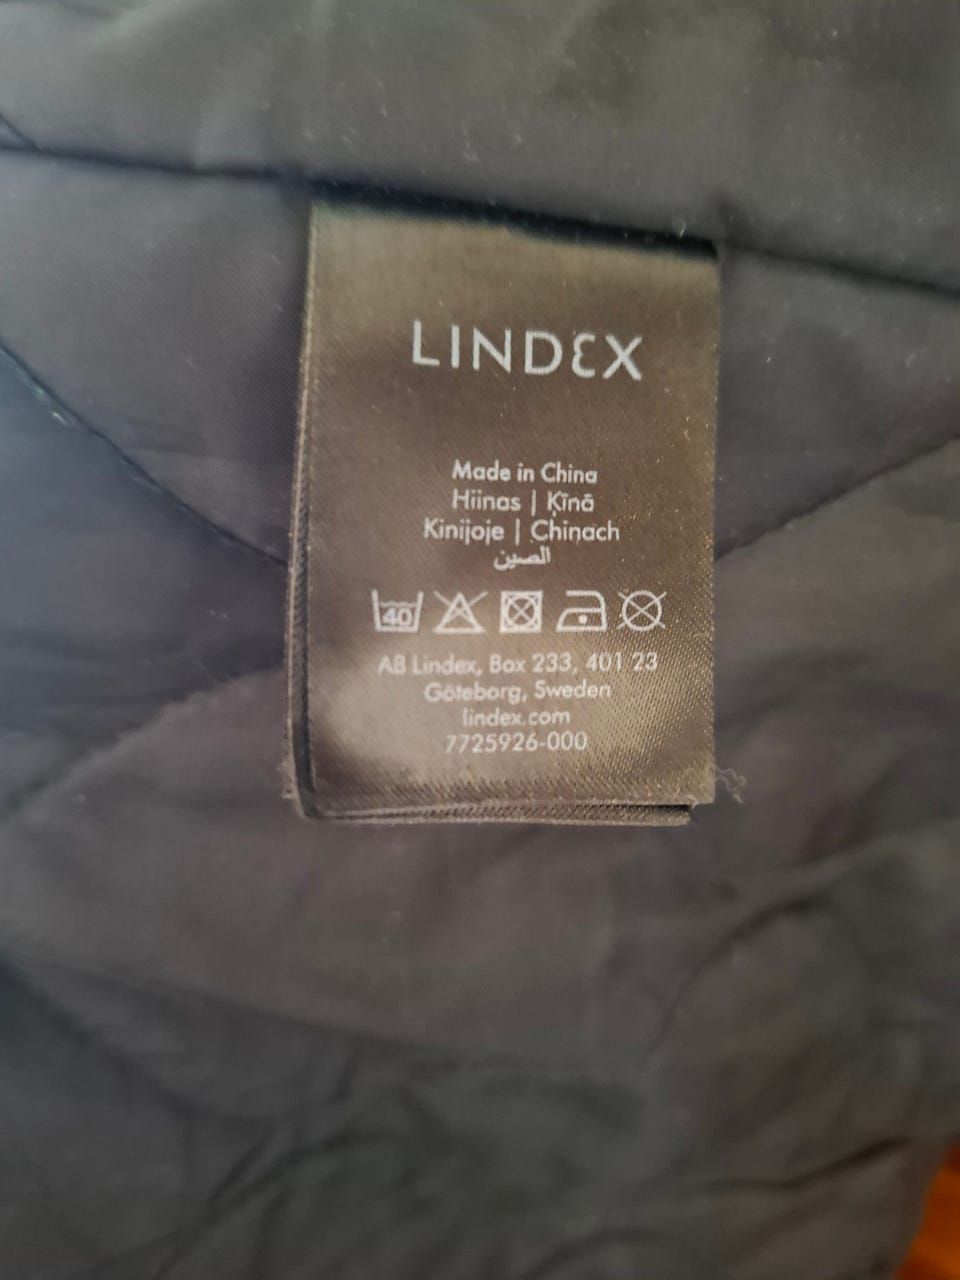 LINDEX
Made in China
Hiinas | Ķīnā
Kinijoje | Chinach
الصين
40
AB Lindex, Box 233, 401 23
Göteborg, Sweden
lindex.com
7725926-000